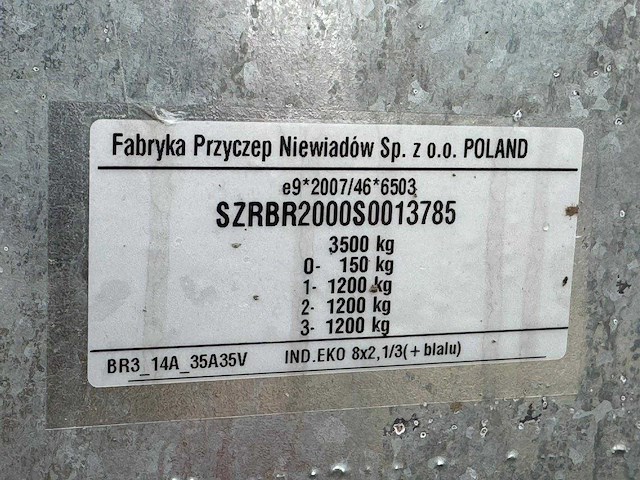 Fabryka Przyczep Niewiadów Sp. z o.o. POLAND
e9*2007/46*6503
SZRBR2000S0013785
3500 kg
0- 150 kg
1- 1200 kg
2- 1200 kg
3- 1200 kg
BR3_14A_35A35V IND.EKO 8x2,1/3(+blalu)